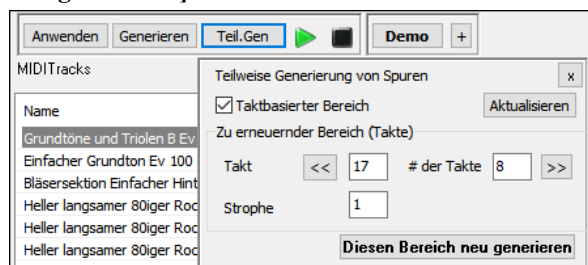 Anwenden Generieren Teil.Gen Demo +
MIDITracks
Teilweise Generierung von Spuren x
Taktbasierter Bereich Aktualisieren
Name
Zu erneuernder Bereich (Takte)
Grundtöne und Triolen B Ev
Einfacher Grundton Ev 100
Takt << 17 # der Takte 8 >>
Bläsersektion Einfacher Hint
Heller langsamer 80iger Roc
Strophe 1
Heller langsamer 80iger Roc
Heller langsamer 80iger Roc
Diesen Bereich neu generieren